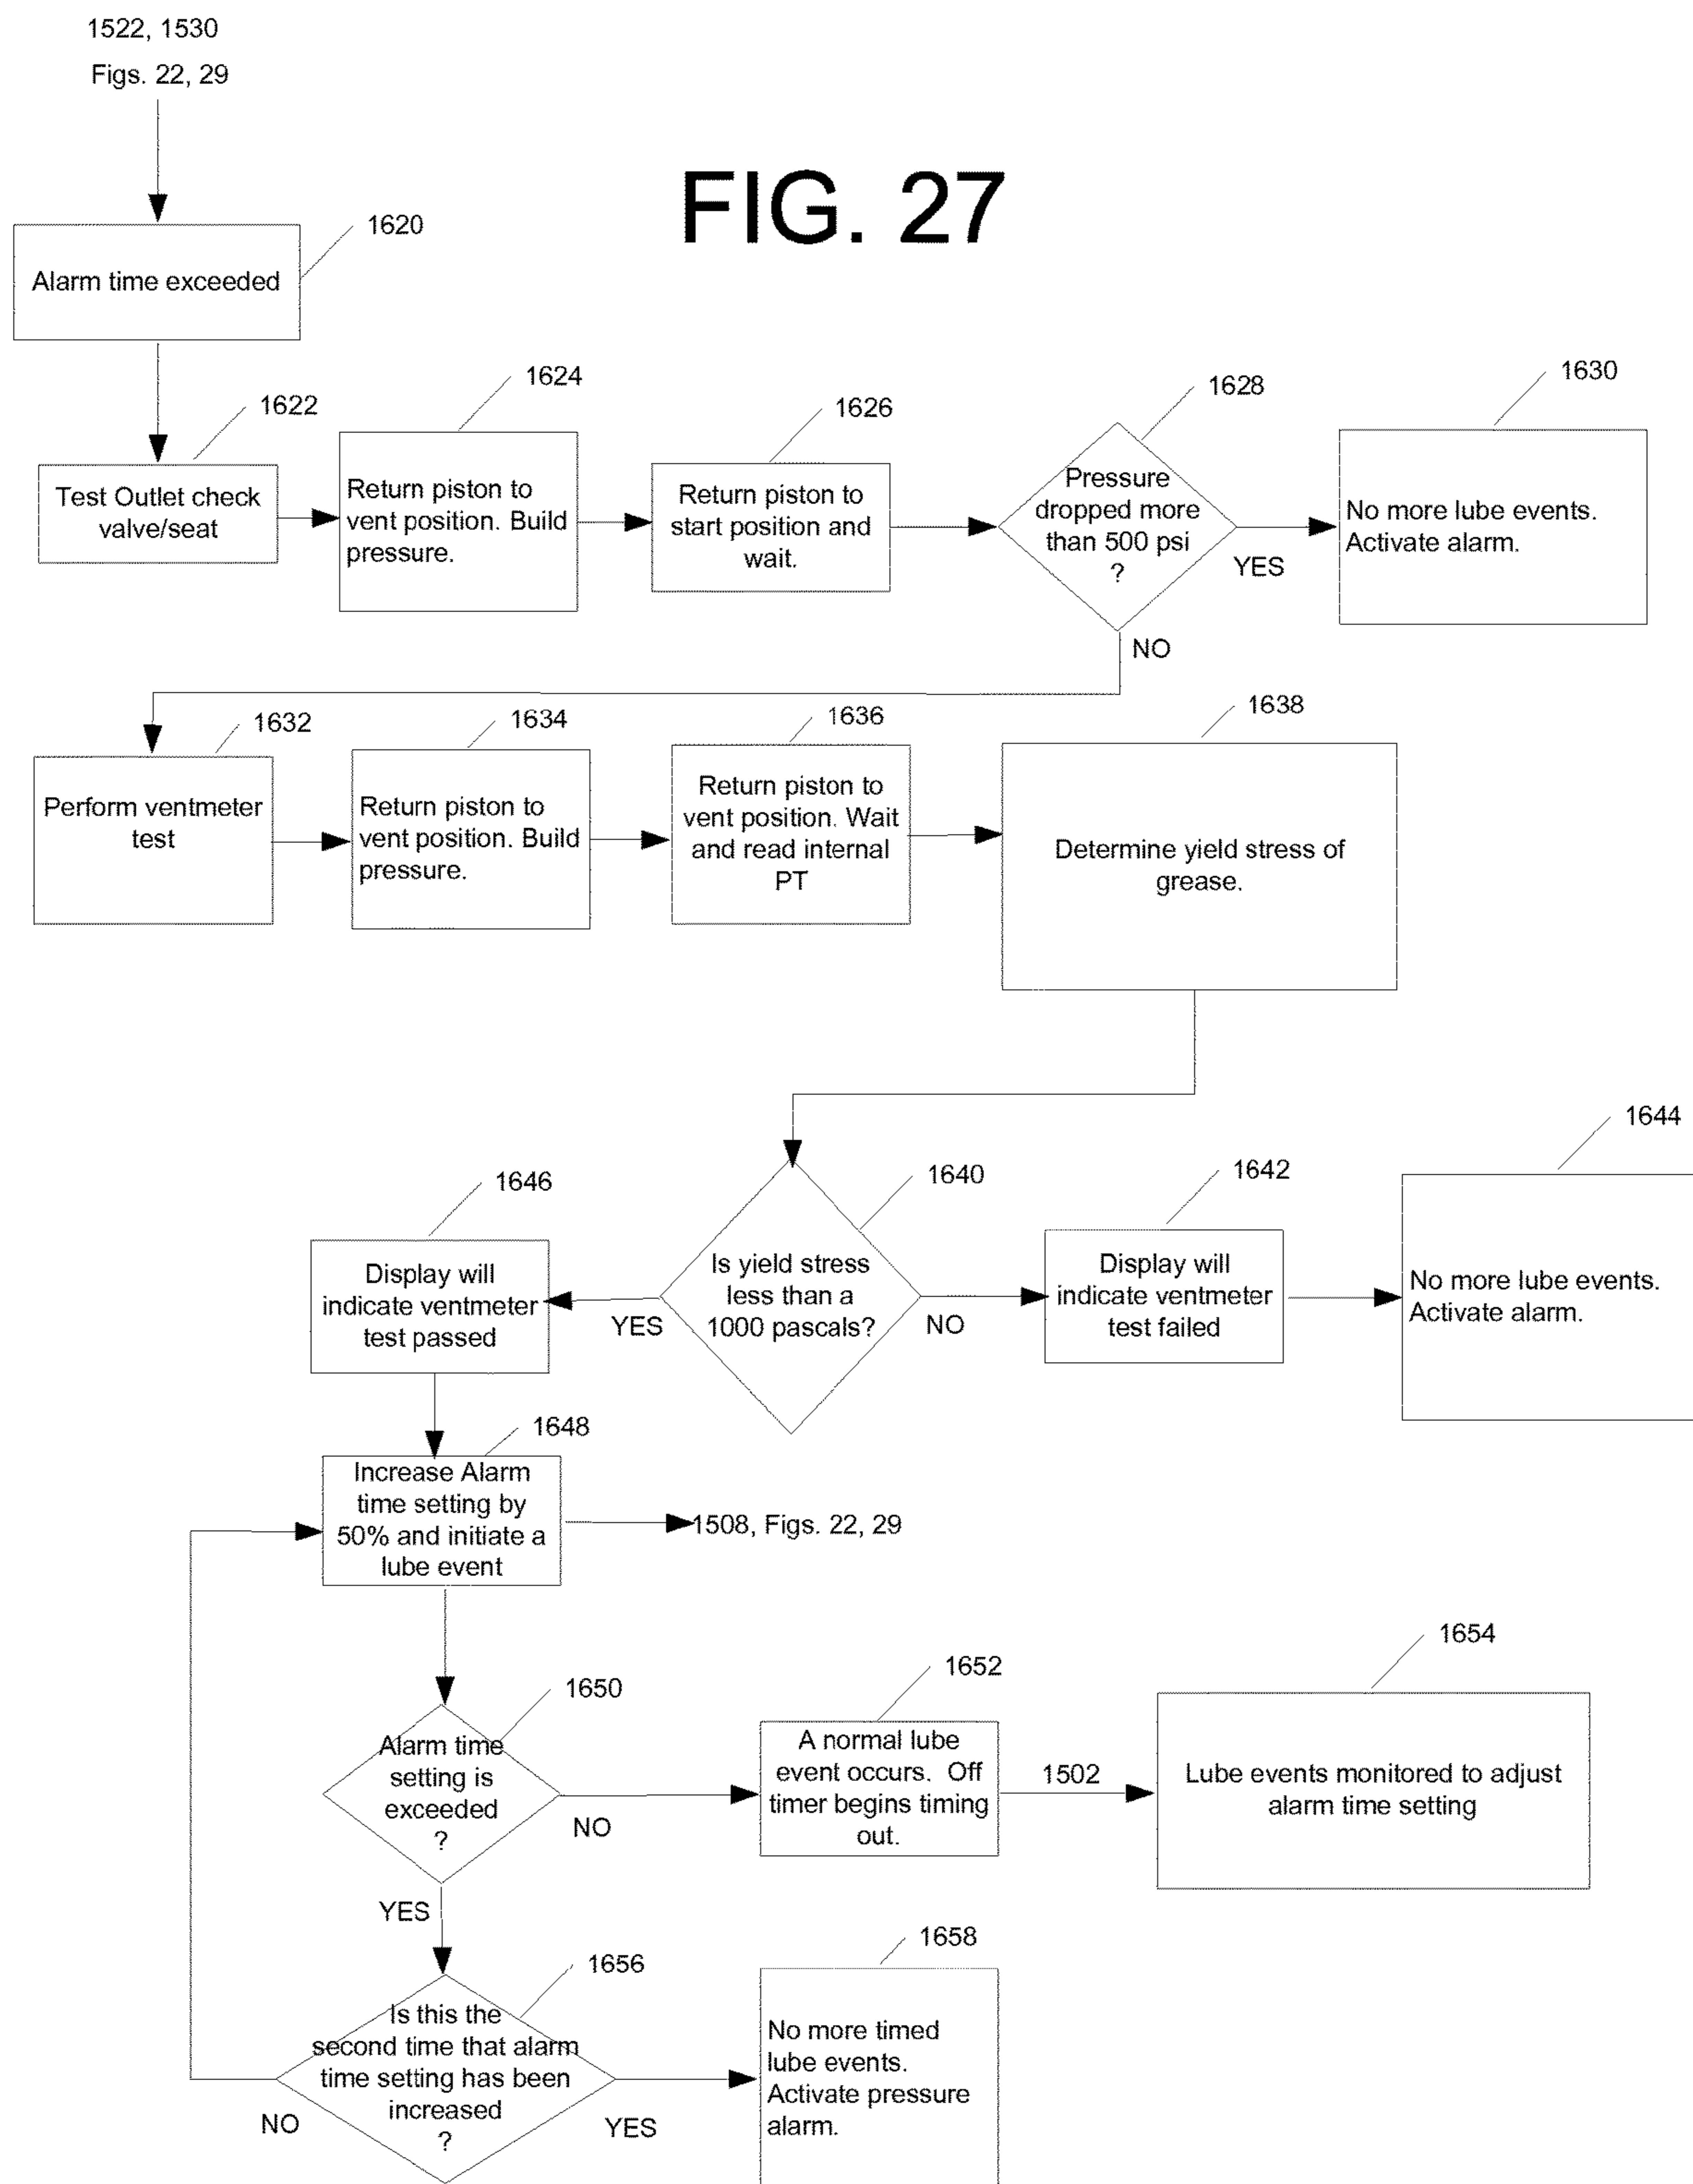 1522, 1530
Figs. 22, 29
FIG. 27
1620
Alarm time exceeded
1622
Test Outlet check
valve/seat
1624
Return piston to
vent position. Build
pressure.
1626
Return piston to
start position and
wait.
1628
Pressure
dropped more
than 500 psi
?
YES
NO
1630
No more lube events.
Activate alarm.
1632
Perform ventmeter
test
1634
Return piston to
vent position. Build
pressure.
1636
Return piston to
vent position. Wait
and read internal
PT
1638
Determine yield stress of
grease.
1640
Is yield stress
less than a
1000 pascals?
YES
NO
1642
Display will
indicate ventmeter
test failed
1644
No more lube events.
Activate alarm.
1646
Display will
indicate ventmeter
test passed
1648
Increase Alarm
time setting by
50% and initiate a
lube event
1508, Figs. 22, 29
1650
Alarm time
setting is
exceeded
?
NO
YES
1652
A normal lube
event occurs. Off
timer begins timing
out.
1502
1654
Lube events monitored to adjust
alarm time setting
1656
Is this the
second time that alarm
time setting has been
increased
?
NO
YES
1658
No more timed
lube events.
Activate pressure
alarm.